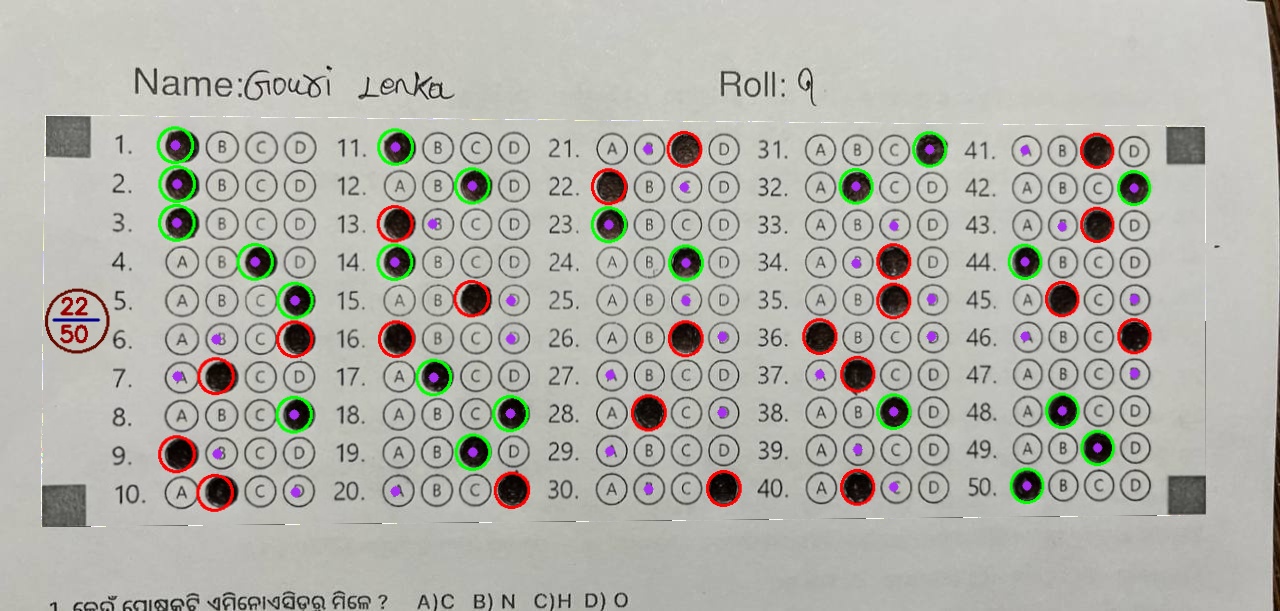 Name: Gouri Lenka Roll: 9
1. B C D 11. B C D 21. A D 31. A B C 41. B D
2. B C D 12. A B D 22. B D 32. A C D 42. A B C
3. B C D 13. C D 23. B C D 33. A B D 43. A D
4. A B D 14. B C D 24. A B D 34. A D 44. B C D
22
50
5. A B C 15. A B 25. A B D 35. A B 45. A C
6. A C 16. B C 26. A B 36. B C 46. B C
7. C D 17. A C D 27. B C D 37. C D 47. A B C
8. A B C 18. A B C 28. A C 38. A B D 48. A C D
9. C D 19. A B D 29. B C D 39. A C D 49. A B D
10. A C 20. B C 30. A C 40. A D 50. B C D
1. କେଉଁ ପୋଷକଟି ଏମିନୋଏସିଡରୁ ମିଳେ ? A)C B) N C)H D) O